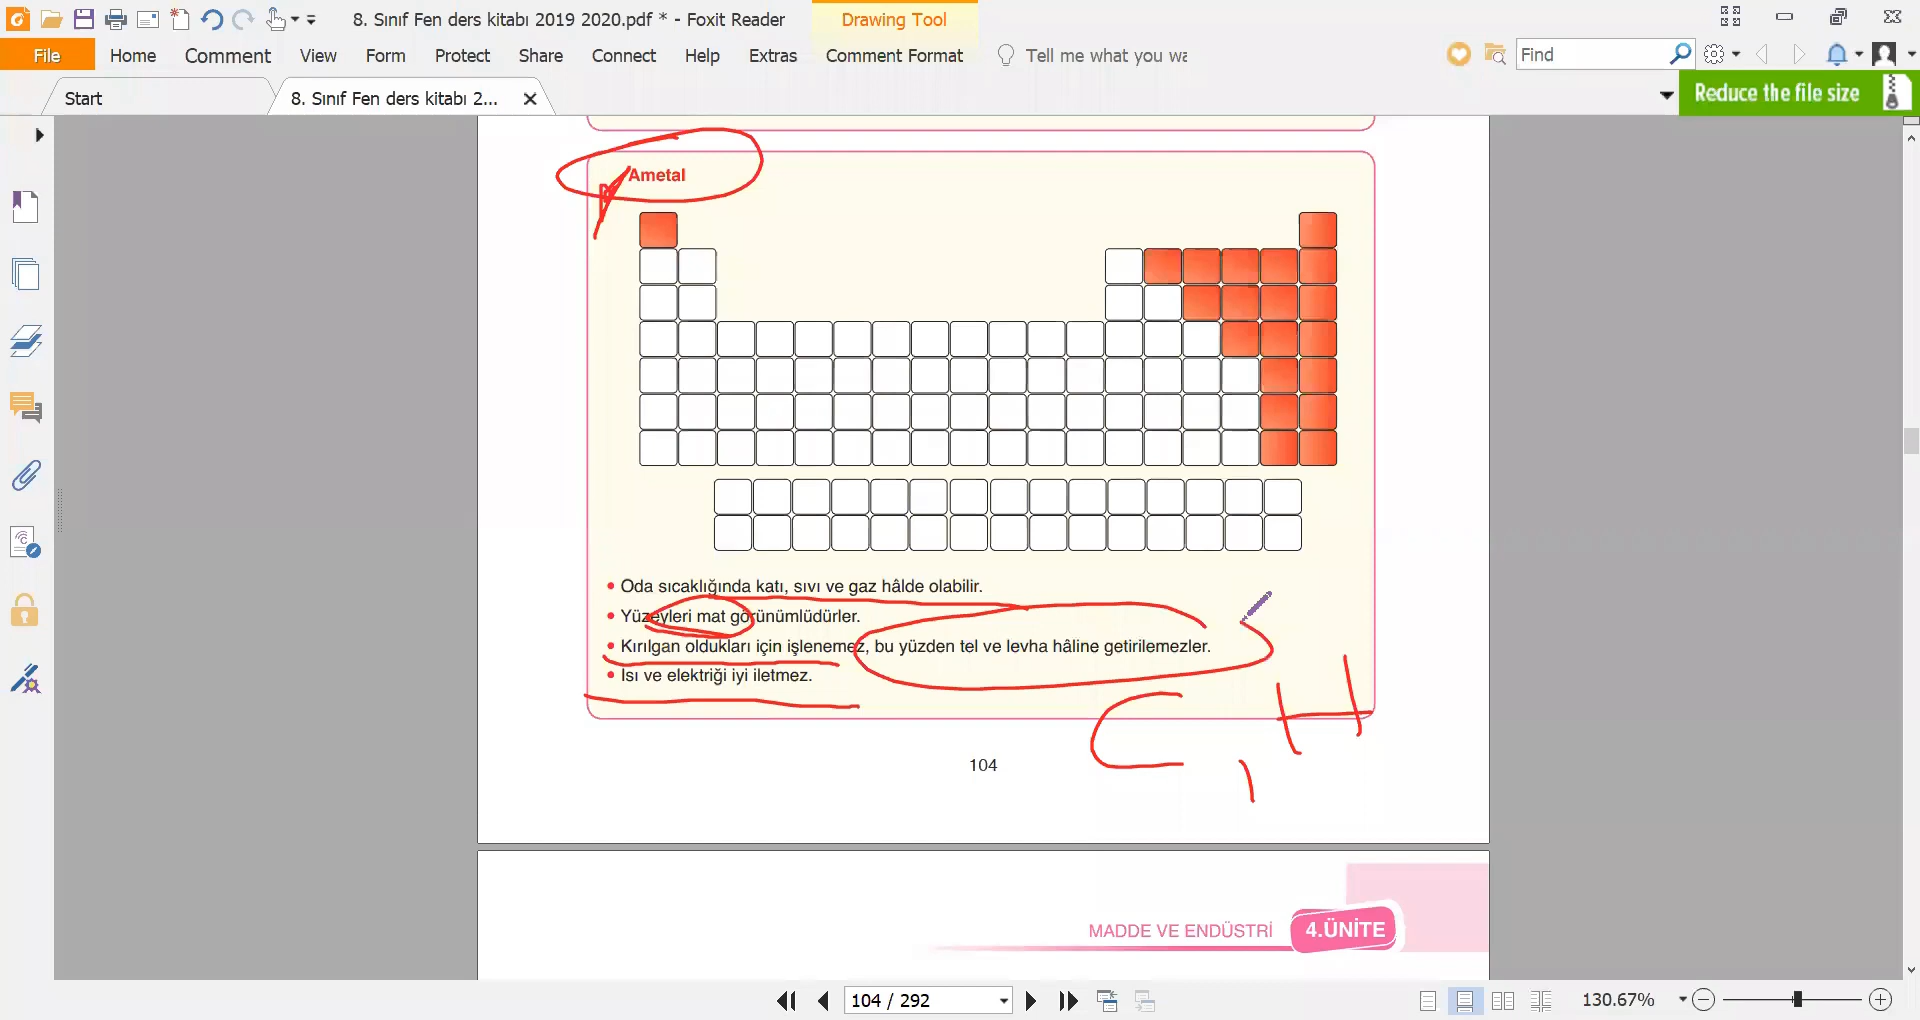 8. Sınıf Fen ders kitabı 2019 2020.pdf * - Foxit Reader
Drawing Tool
File Home Comment View Form Protect Share Connect Help Extras Comment Format Tell me what you wa Find
Start
8. Sınıf Fen ders kitabı 2...
Reduce the file size
Ametal
• Oda sıcaklığında katı, sıvı ve gaz hâlde olabilir.
• Yüzeyleri mat görünümlüdürler.
• Kırılgan oldukları için işlenemez, bu yüzden tel ve levha hâline getirilemezler.
• Isı ve elektriği iyi iletmez.
C, H
104
MADDE VE ENDÜSTRİ 4.ÜNİTE
104 / 292
130.67%